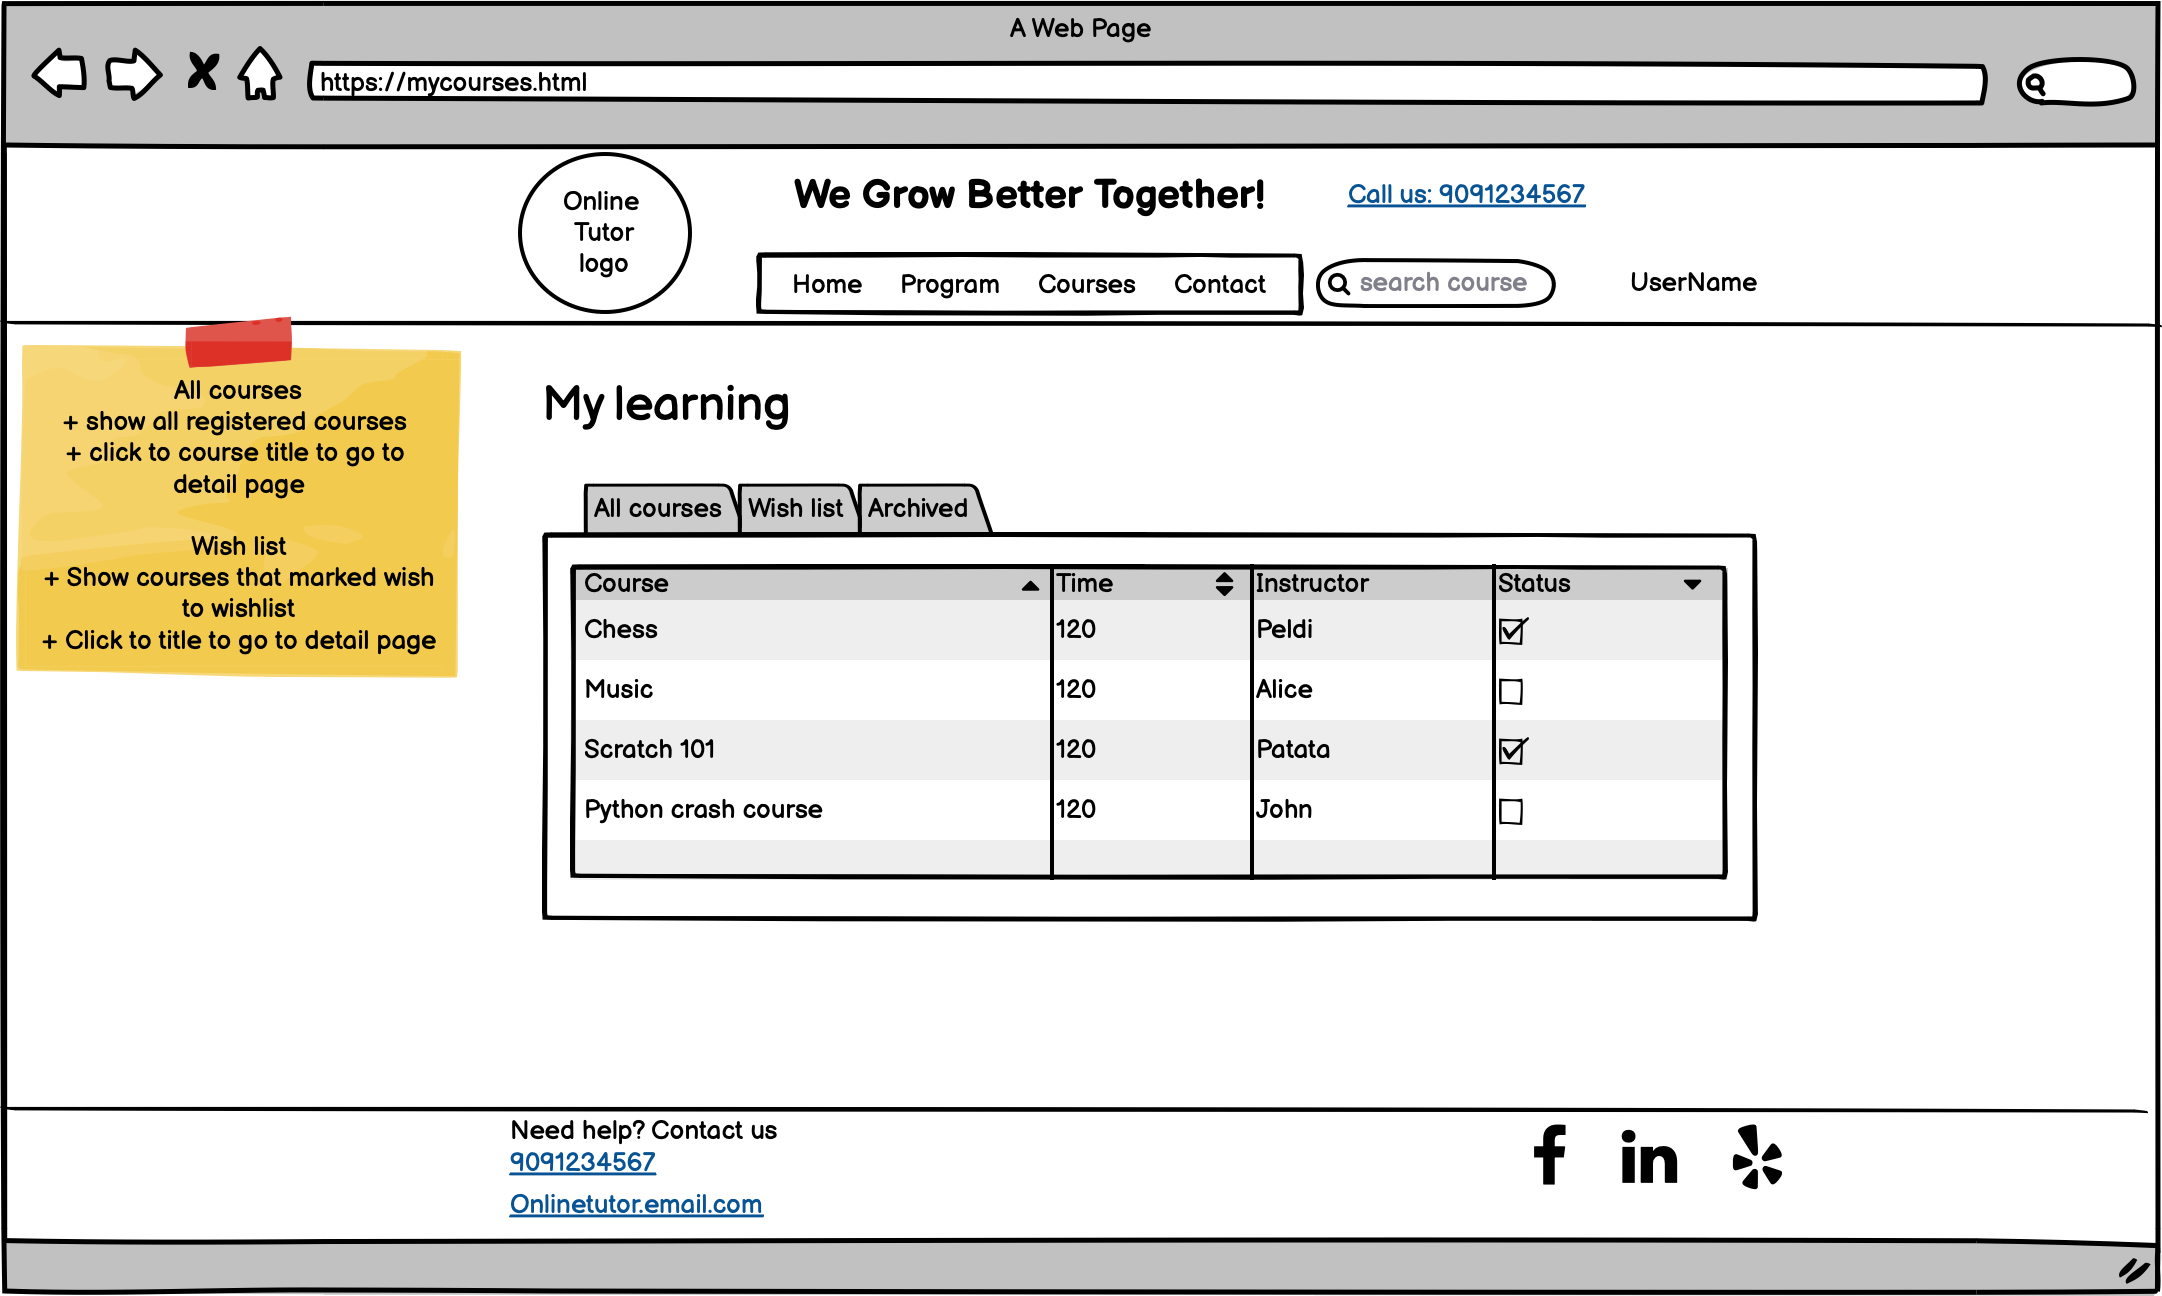 A Web Page
https://mycourses.html
Online
Tutor
logo
We Grow Better Together!
Call us: 9091234567
Home Program Courses Contact
search course
UserName
All courses
+ show all registered courses
+ click to course title to go to
detail page
Wish list
+ Show courses that marked wish
to wishlist
+ Click to title to go to detail page
My learning
All courses Wish list Archived
Course Time Instructor Status
Chess 120 Peldi
Music 120 Alice
Scratch 101 120 Patata
Python crash course 120 John
Need help? Contact us
9091234567
Onlinetutor.email.com
f in